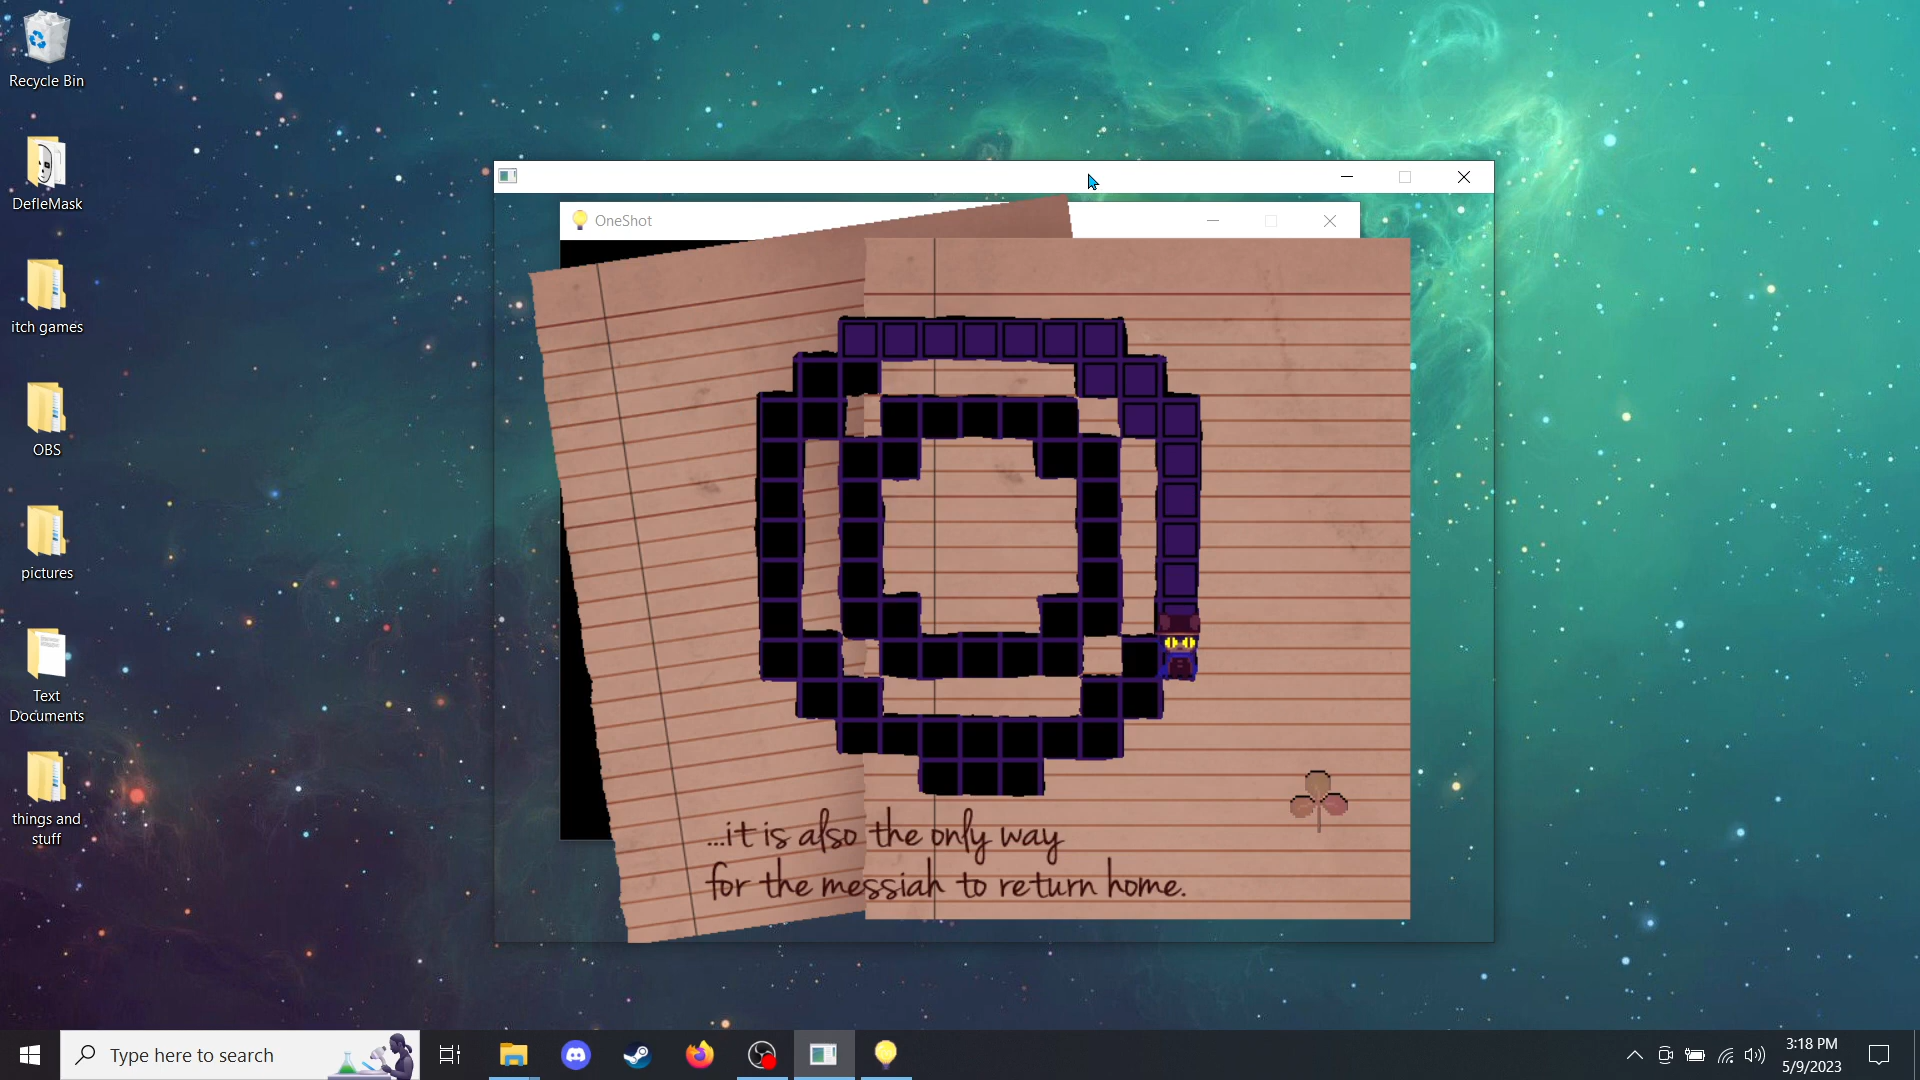 Recycle Bin
DefleMask
itch games
OBS
pictures
Text
Documents
things and
stuff
OneShot
...it is also the only way
for the messiah to return home.
Type here to search
3:18 PM
5/9/2023